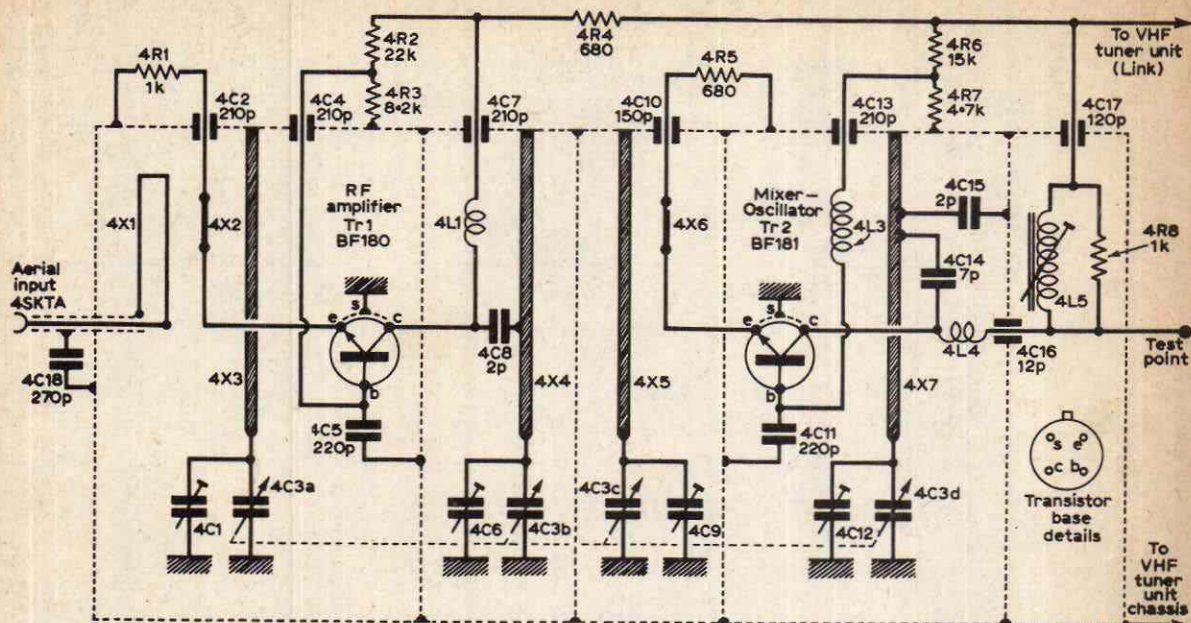 4R1
1k
4R2
22k
4R3
8·2k
4R4
680
4R5
680
4R6
15k
4R7
4·7k
To VHF
tuner unit
(Link)
4C2
210p
4C4
210p
4C7
210p
4C10
150p
4C13
210p
4C17
120p
4X1
4X2
RF
amplifier
Tr1
BF180
4L1
4X6
Mixer–
Oscillator
Tr2
BF181
4L3
4C15
2p
4C14
7p
4R8
1k
4L5
Aerial
input
4SKTA
4C18
270p
4X3
s
e
c
b
4C8
2p
4X4
4X5
s
e
c
b
4X7
4L4
4C16
12p
Test
point
4C5
220p
4C11
220p
s e
c b
Transistor
base
details
4C1
4C3a
4C6
4C3b
4C3c
4C9
4C12
4C3d
To
VHF
tuner
unit
chassis